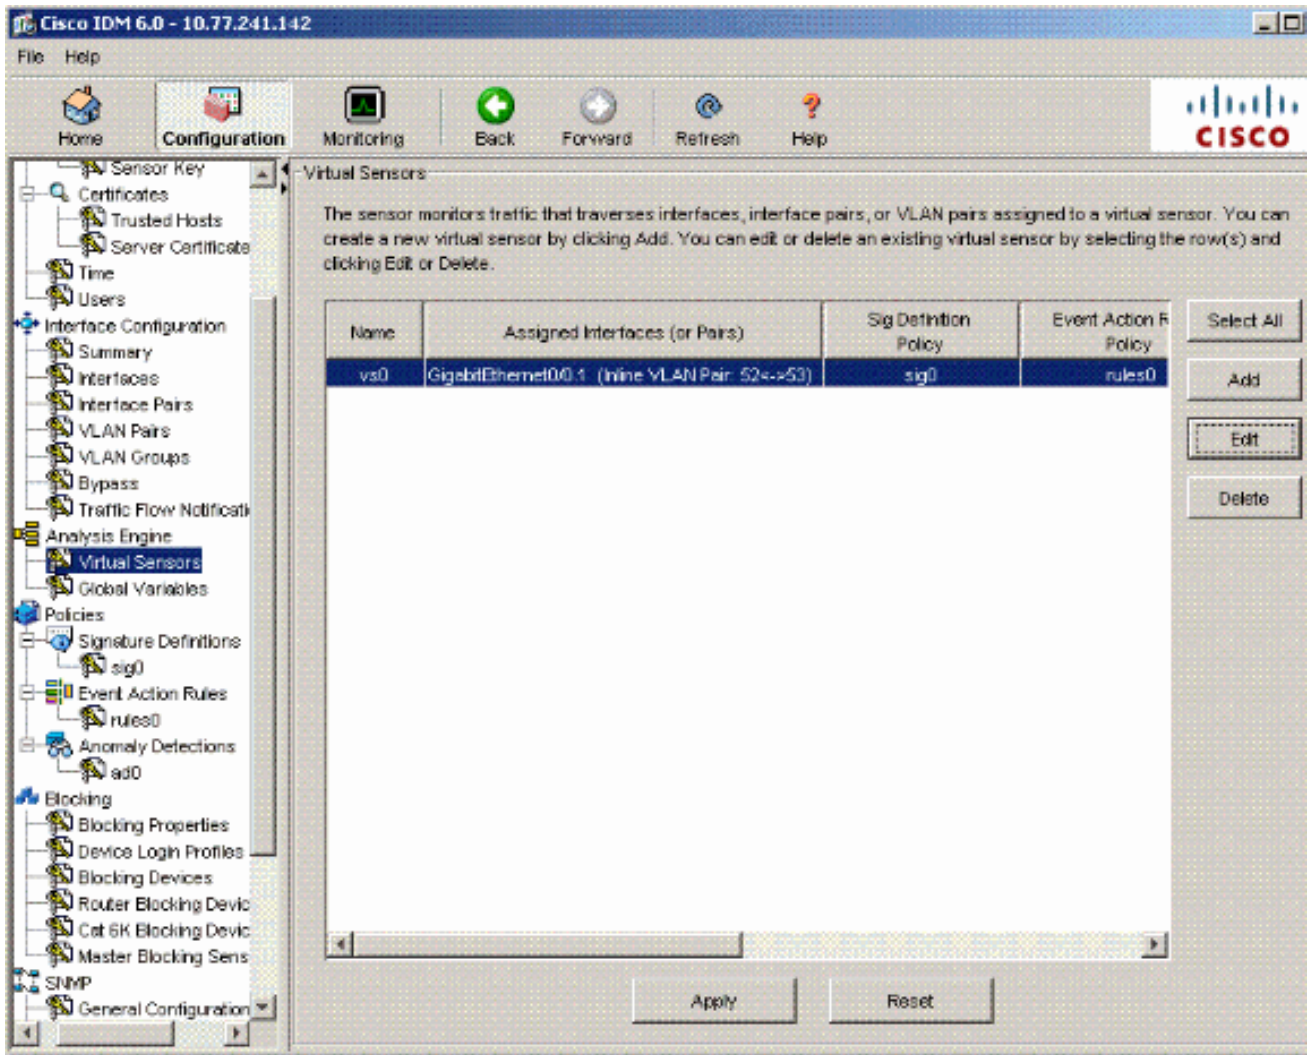 Cisco IDM 6.0 - 10.77.241.142
File Help
Home Configuration Monitoring Back Forward Refresh Help
CISCO
Sensor Key
Certificates
Trusted Hosts
Server Certificate
Time
Users
Interface Configuration
Summary
Interfaces
Interface Pairs
VLAN Pairs
VLAN Groups
Bypass
Traffic Flow Notificati
Analysis Engine
Virtual Sensors
Global Variables
Policies
Signature Definitions
sig0
Event Action Rules
rules0
Anomaly Detections
ad0
Blocking
Blocking Properties
Device Login Profiles
Blocking Devices
Router Blocking Devic
Cat 6K Blocking Devic
Master Blocking Sens
SNMP
General Configuration
Virtual Sensors
The sensor monitors traffic that traverses interfaces, interface pairs, or VLAN pairs assigned to a virtual sensor. You can
create a new virtual sensor by clicking Add. You can edit or delete an existing virtual sensor by selecting the row(s) and
clicking Edit or Delete.
Name Assigned Interfaces (or Pairs) Sig Definition Policy Event Action R Policy
vs0 GigabitEthernet0/0.1 (Inline VLAN Pair: 52<->53) sig0 rules0
Select All
Add
Edit
Delete
Apply Reset